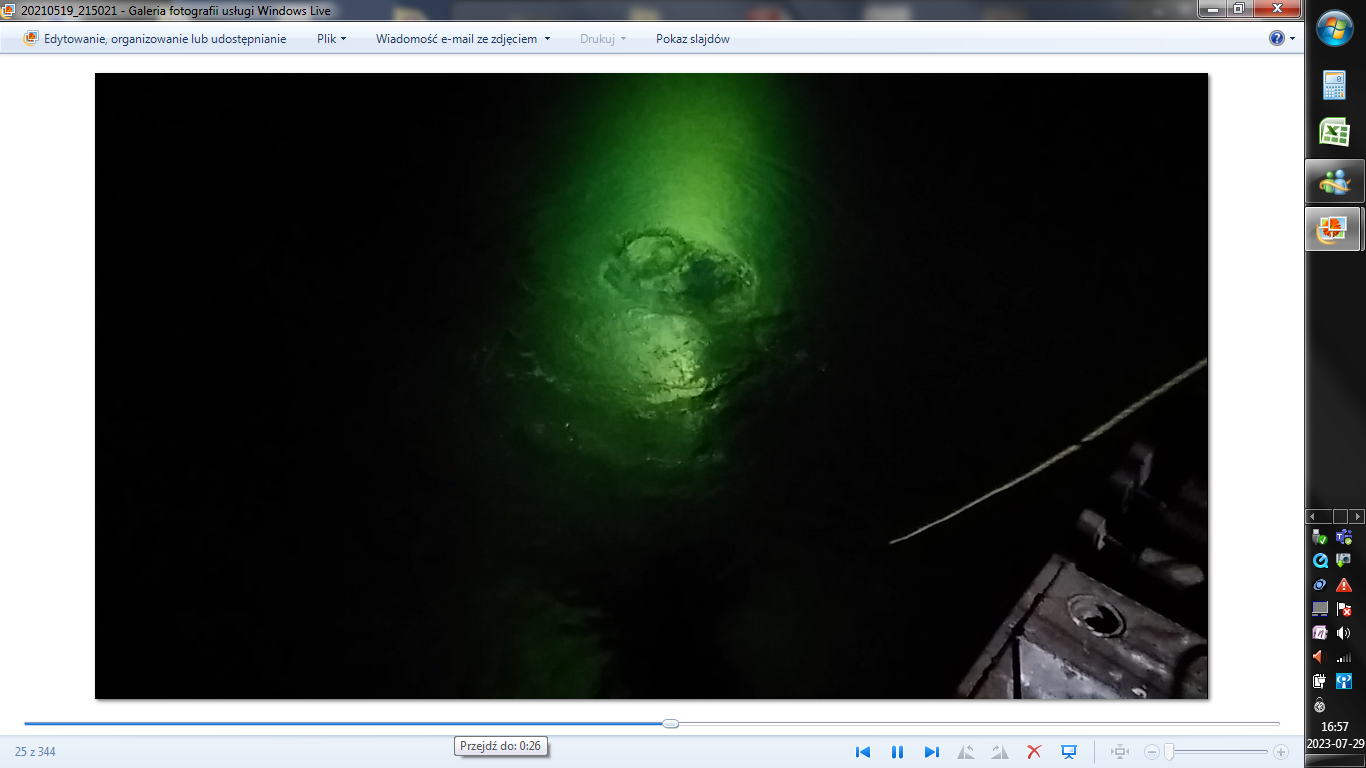 20210519_215021 - Galeria fotografii usługi Windows Live
Edytowanie, organizowanie lub udostępnianie
Plik
Wiadomość e-mail ze zdjęciem
Drukuj
Pokaz slajdów
25 z 344
Przejdź do: 0:26
16:57
2023-07-29